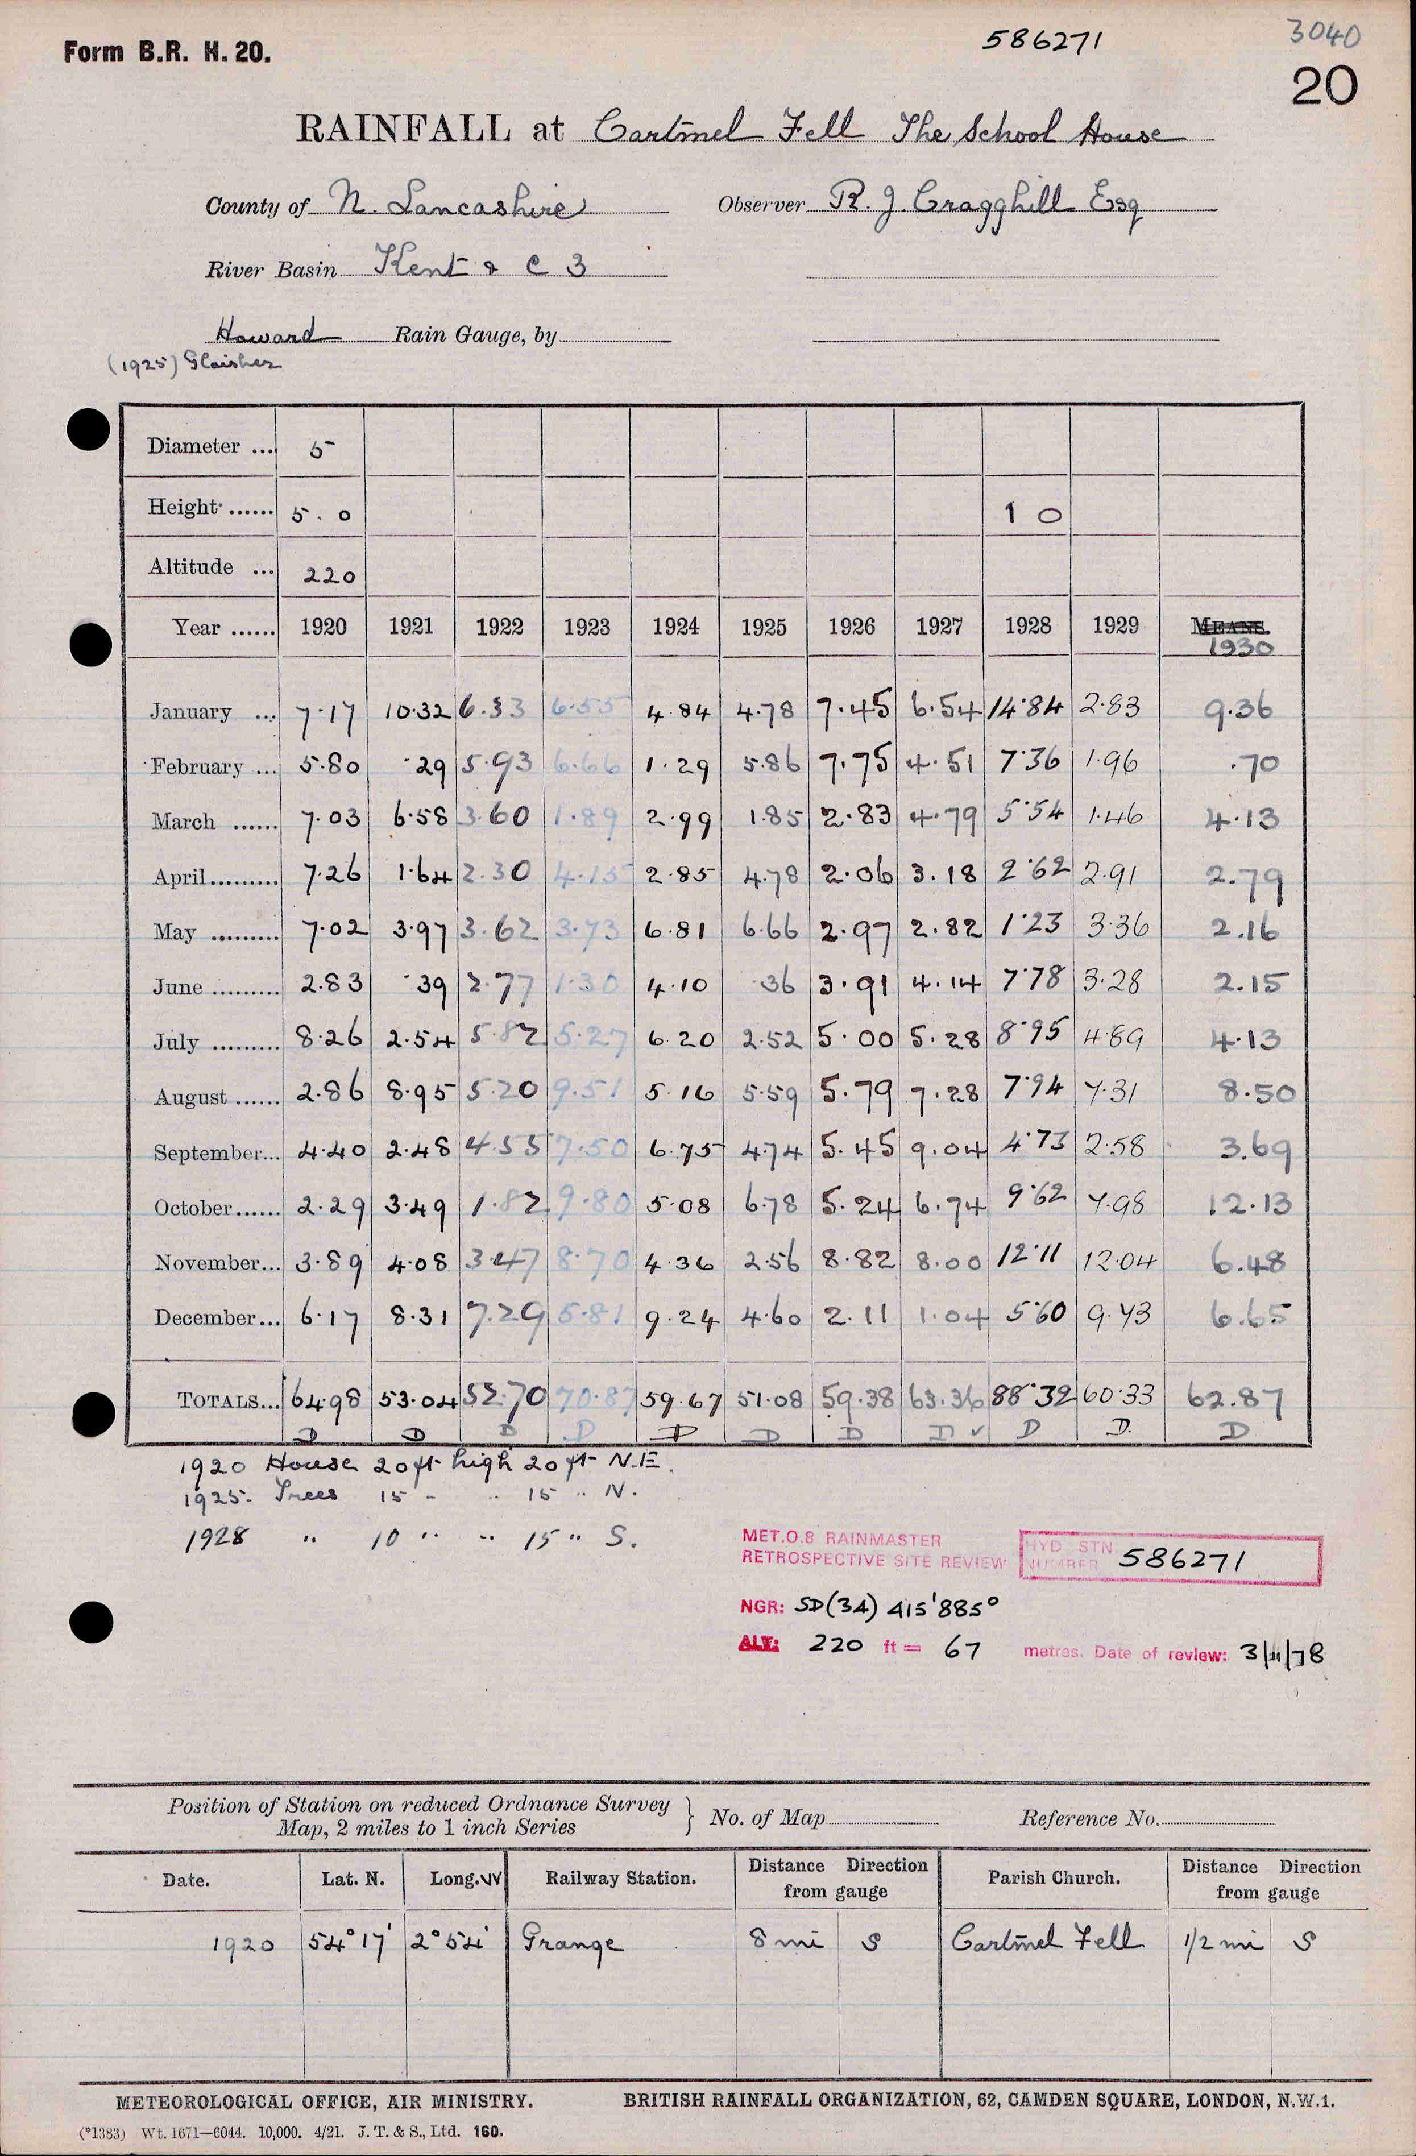 Form B.R. H. 20.
586271
3040
20
RAINFALL at Cartmel Fell The School House
County of N. Lancashire Observer R. J. Cragghill Esq
River Basin Kent & C 3
Howard Rain Gauge, by
(1925) Glaisher
Diameter ... 5
Height ...... 5.0 1 0
Altitude ... 220
Year ...... 1920 1921 1922 1923 1924 1925 1926 1927 1928 1929 MEANS.
1930
January ... 7.17 10.32 6.33 6.55 4.84 4.78 7.45 6.54 14.84 2.83 9.36
February ... 5.80 .29 5.93 6.66 1.29 5.86 7.75 4.51 7.36 1.96 .70
March ...... 7.03 6.58 3.60 1.89 2.99 1.85 2.83 4.79 5.54 1.46 4.13
April......... 7.26 1.64 2.30 4.15 2.85 4.78 2.06 3.18 2.62 2.91 2.79
May ......... 7.02 3.97 3.62 3.73 6.81 6.66 2.97 2.82 1.23 3.36 2.16
June ......... 2.83 .39 2.77 1.30 4.10 .36 3.91 4.14 7.78 3.28 2.15
July ......... 8.26 2.54 5.82 5.27 6.20 2.52 5.00 5.28 8.95 4.89 4.13
August ...... 2.86 8.95 5.20 9.51 5.16 5.59 5.79 7.28 7.94 7.31 8.50
September... 4.40 2.48 4.55 7.50 6.75 4.74 5.45 9.04 4.73 2.58 3.69
October...... 2.29 3.49 1.82 9.80 5.08 6.78 5.24 6.74 9.62 7.98 12.13
November... 3.89 4.08 3.47 8.70 4.36 2.56 8.82 8.00 12.11 12.04 6.48
December... 6.17 8.31 7.29 5.81 9.24 4.60 2.11 1.04 5.60 9.73 6.65
TOTALS... 64.98 53.04 52.70 70.87 59.67 51.08 59.38 63.36 88.32 60.33 62.87
D D D D D D D D ✓ D D. D
1920 House 20 ft high 20 ft N.E.
1925. Trees 15 " " 15 " N.
1928 " 10 " " 15 " S.
MET.O.8 RAINMASTER
RETROSPECTIVE SITE REVIEW
HYD STN
NUMBER 586271
NGR: SD(34) 415'885°
ALT: 220 ft = 67 metres. Date of review: 3/11/78
Position of Station on reduced Ordnance Survey
Map, 2 miles to 1 inch Series } No. of Map Reference No.
Date. Lat. N. Long. W Railway Station. Distance Direction
from gauge Parish Church. Distance Direction
from gauge
1920 54°17' 2°54' Grange 8 mi S Cartmel Fell 1/2 mi S
METEOROLOGICAL OFFICE, AIR MINISTRY. BRITISH RAINFALL ORGANIZATION, 62, CAMDEN SQUARE, LONDON, N.W.1.
(*1383) Wt. 1671—6044. 10,000. 4/21. J. T. & S., Ltd. 160.